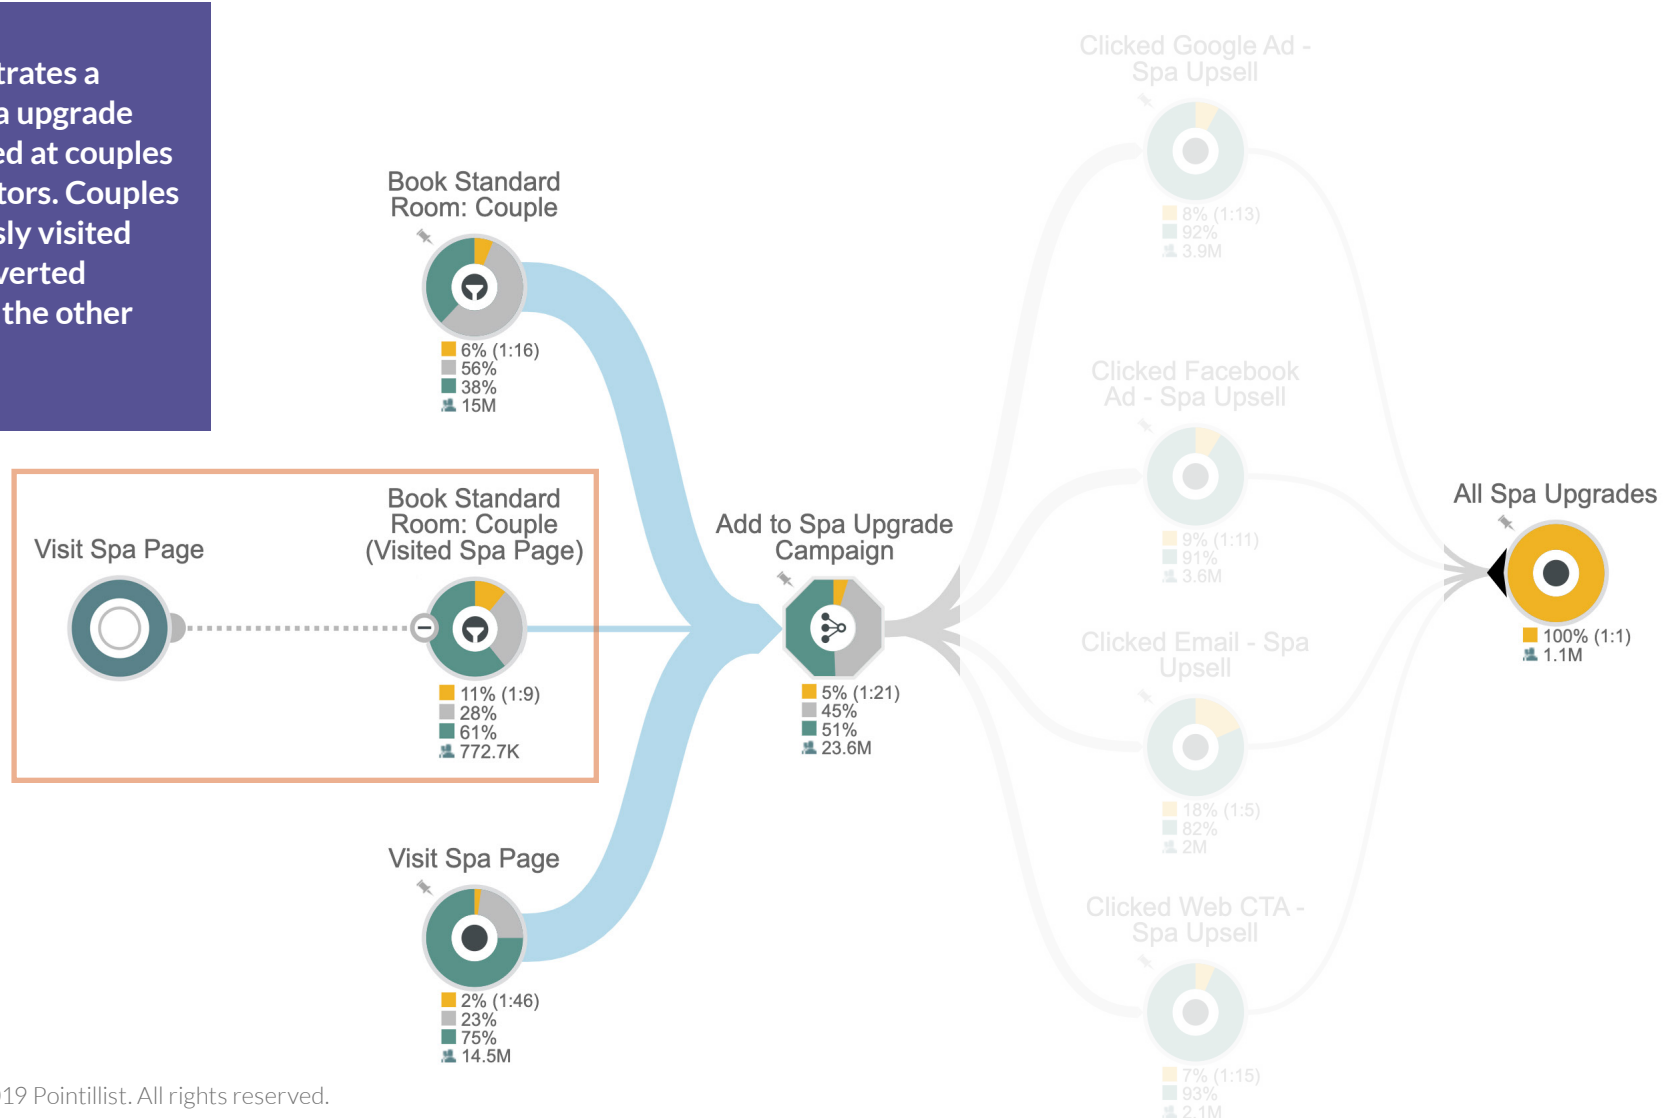 trates a
a upgrade
ed at couples
tors. Couples
sly visited
verted
the other
Book Standard
Room: Couple
6% (1:16)
56%
38%
15M
Visit Spa Page
Book Standard
Room: Couple
(Visited Spa Page)
11% (1:9)
28%
61%
772.7K
Visit Spa Page
2% (1:46)
23%
75%
14.5M
Add to Spa Upgrade
Campaign
5% (1:21)
45%
51%
23.6M
Clicked Google Ad -
Spa Upsell
8% (1:13)
92%
3.9M
Clicked Facebook
Ad - Spa Upsell
9% (1:11)
91%
3.6M
Clicked Email - Spa
Upsell
18% (1:5)
82%
2M
Clicked Web CTA -
Spa Upsell
7% (1:15)
93%
2.1M
All Spa Upgrades
100% (1:1)
1.1M
19 Pointillist. All rights reserved.